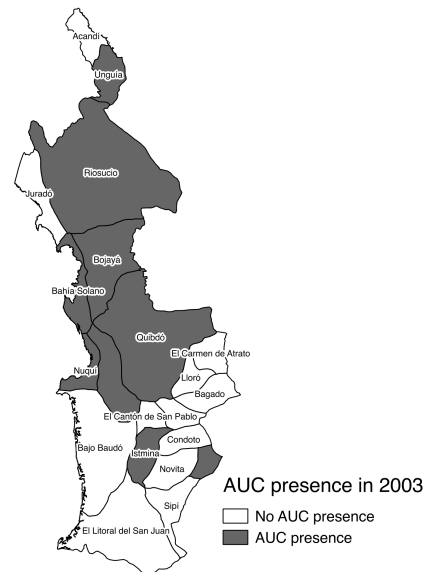 Acandí
Unguía
Riosucio
Juradó
Bojayá
Bahía Solano
Quibdó
El Carmen de Atrato
Nuquí
Lloró
Bagado
El Cantón de San Pablo
Condoto
Bajo Baudó
Istmina
Novita
Sipí
El Litoral del San Juan
AUC presence in 2003
No AUC presence
AUC presence